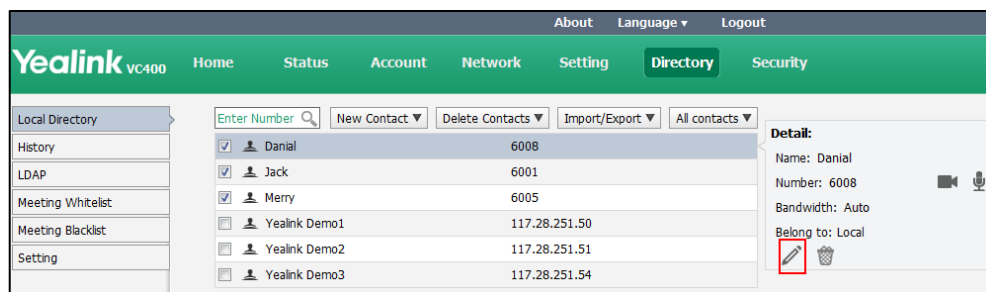 About Language ▾ Logout
Yealink VC400 Home Status Account Network Setting Directory Security
Local Directory
History
LDAP
Meeting Whitelist
Meeting Blacklist
Setting
Enter Number New Contact ▼ Delete Contacts ▼ Import/Export ▼ All contacts ▼
Danial 6008
Jack 6001
Merry 6005
Yealink Demo1 117.28.251.50
Yealink Demo2 117.28.251.51
Yealink Demo3 117.28.251.54
Detail:
Name: Danial
Number: 6008
Bandwidth: Auto
Belong to: Local